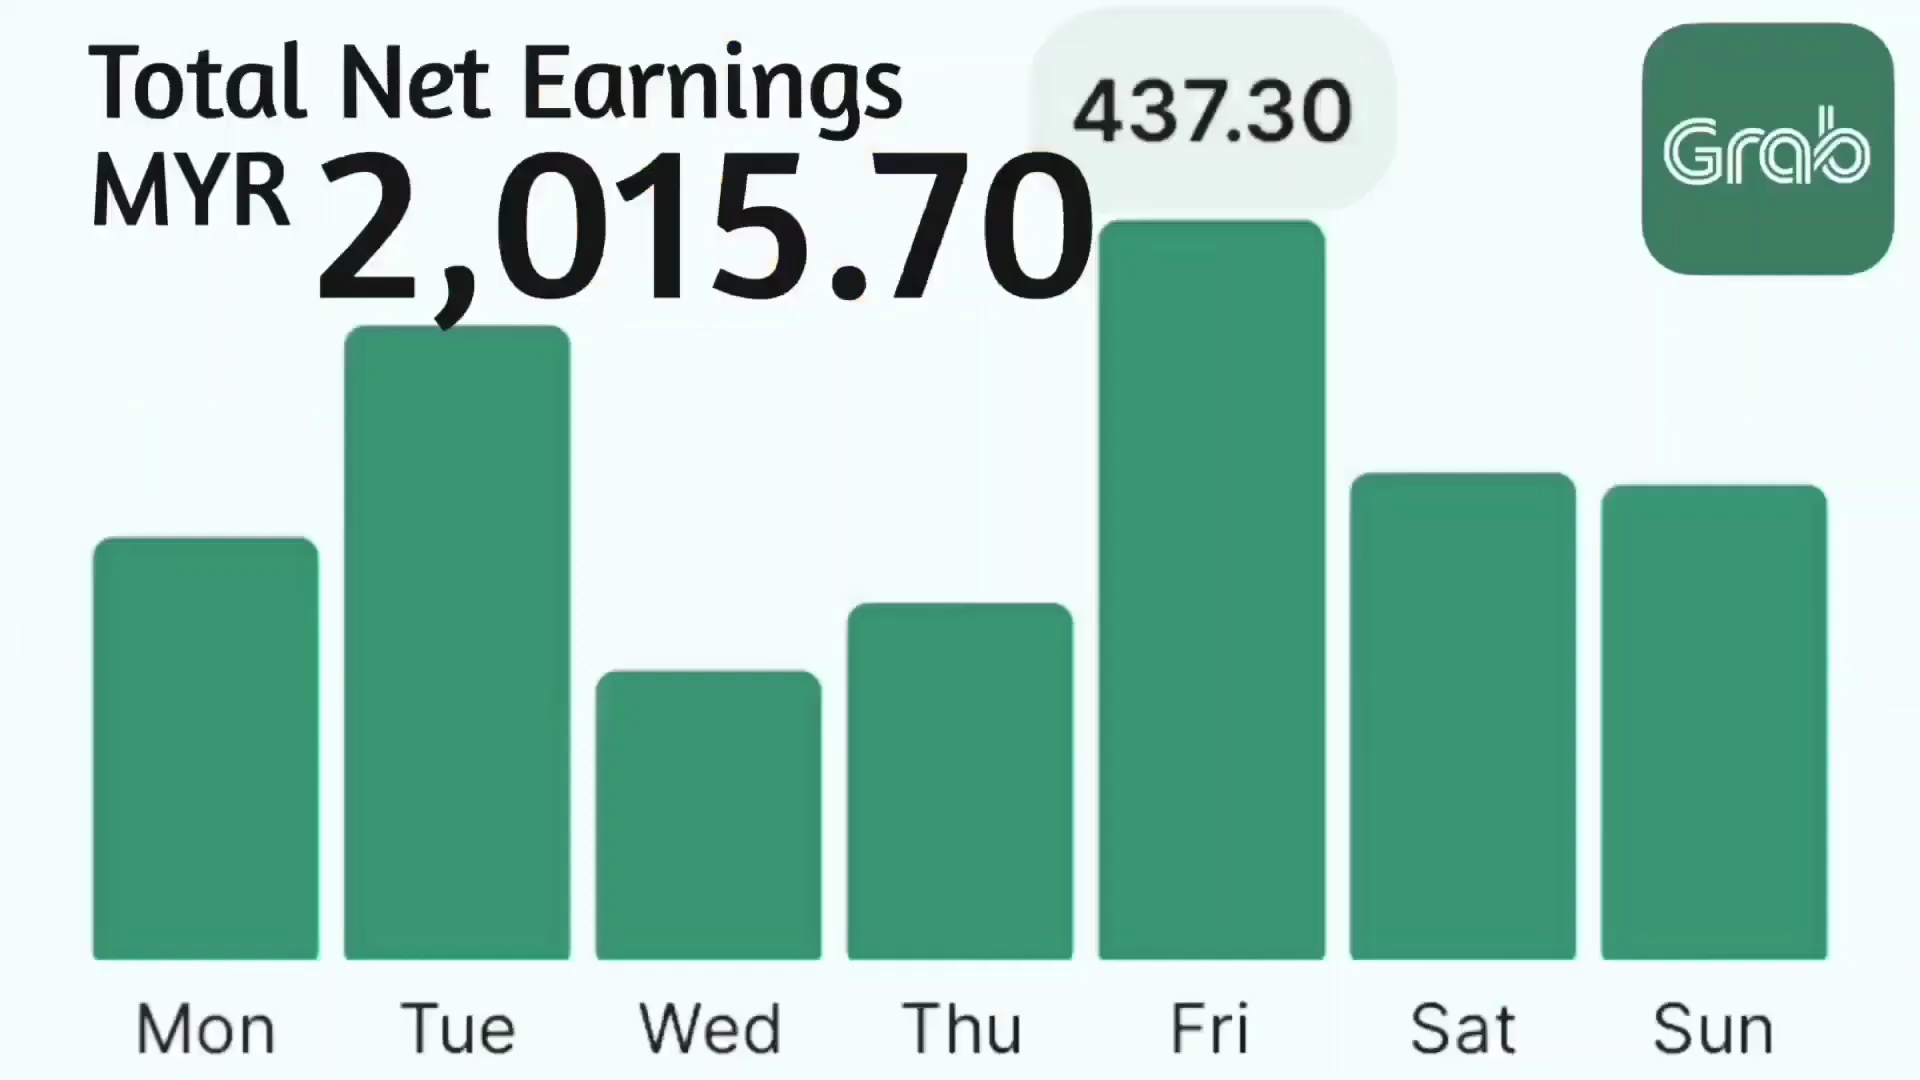 Total Net Earnings
MYR 2,015.70
437.30
Grab
Mon Tue Wed Thu Fri Sat Sun